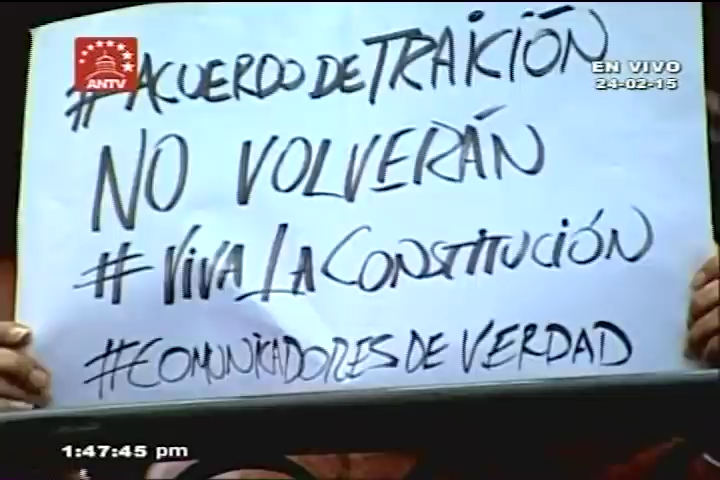 ANTV
EN VIVO
24-02-15
#ACUERDO DE TRAICIÓN
NO VOLVERÁN
#VIVA LA CONSTITUCIÓN
#COMUNICADORES DE VERDAD
1:47:45 pm